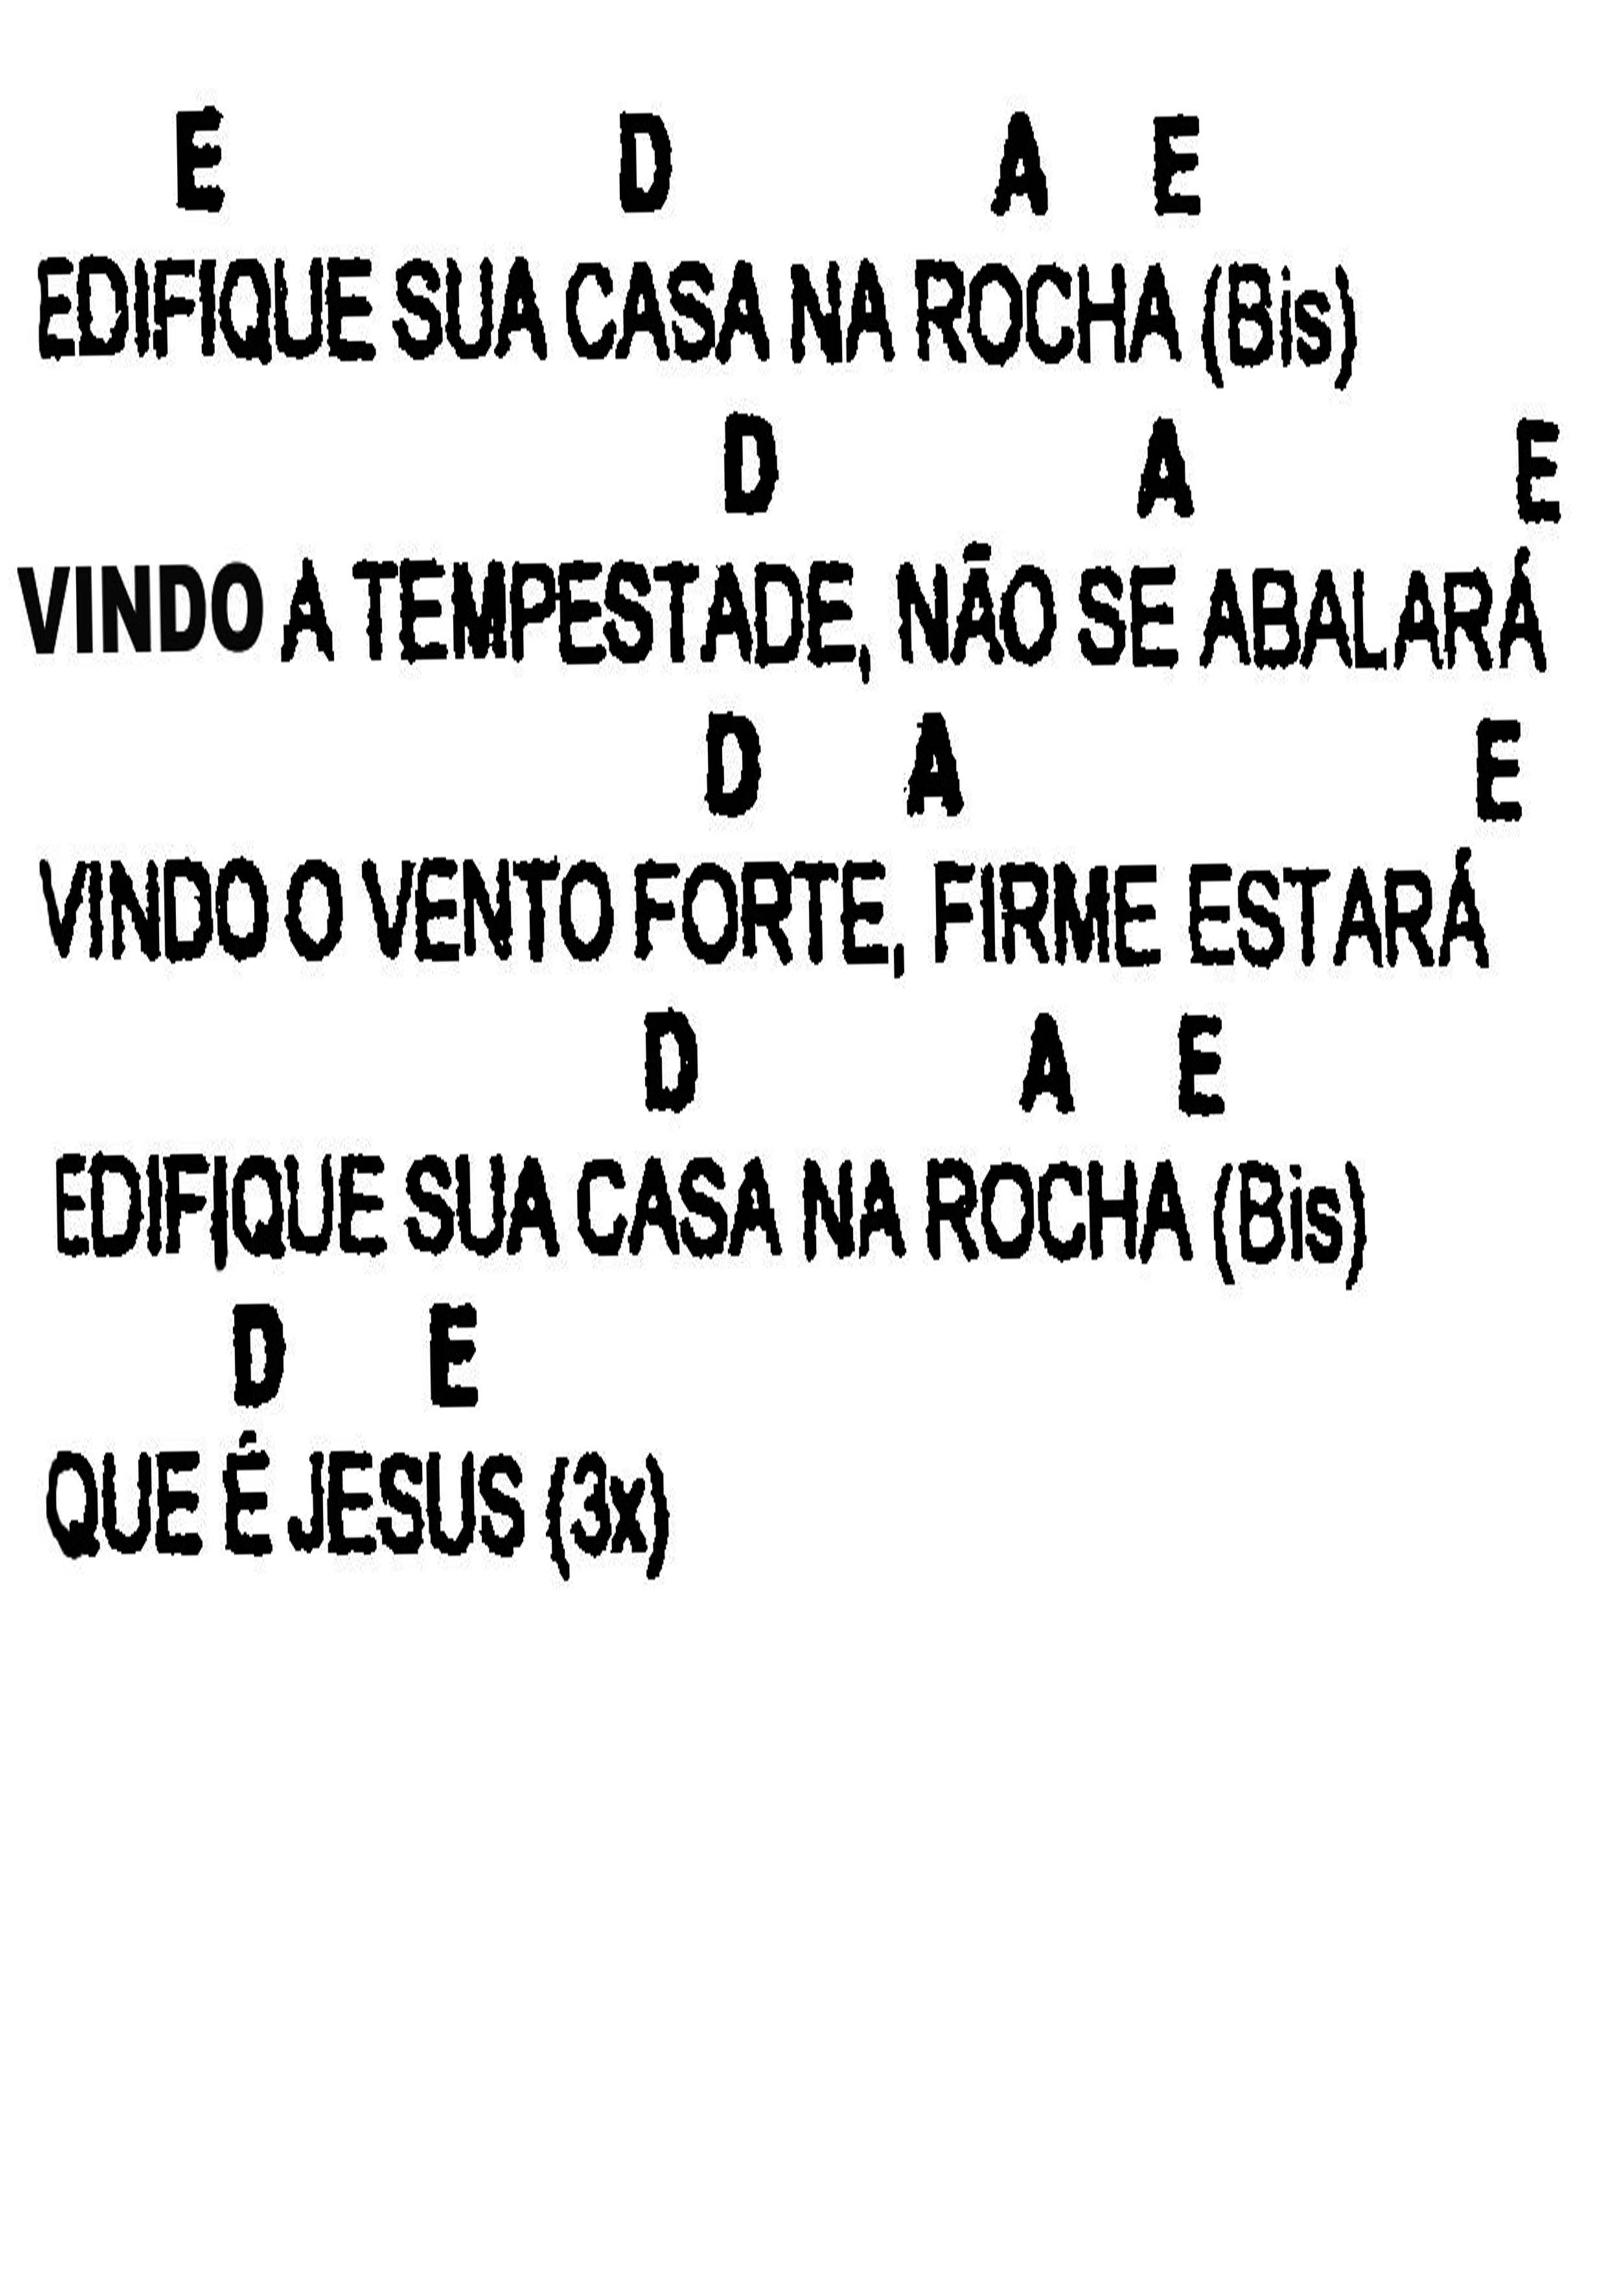 E D A E
EDIFIQUE SUA CASA NA ROCHA (Bis)
D A E
VINDO A TEMPESTADE, NÃO SE ABALARÁ
D A E
VINDO O VENTO FORTE, FIRME ESTARÁ
D A E
EDIFIQUE SUA CASA NA ROCHA (Bis)
D E
QUE É JESUS (3x)